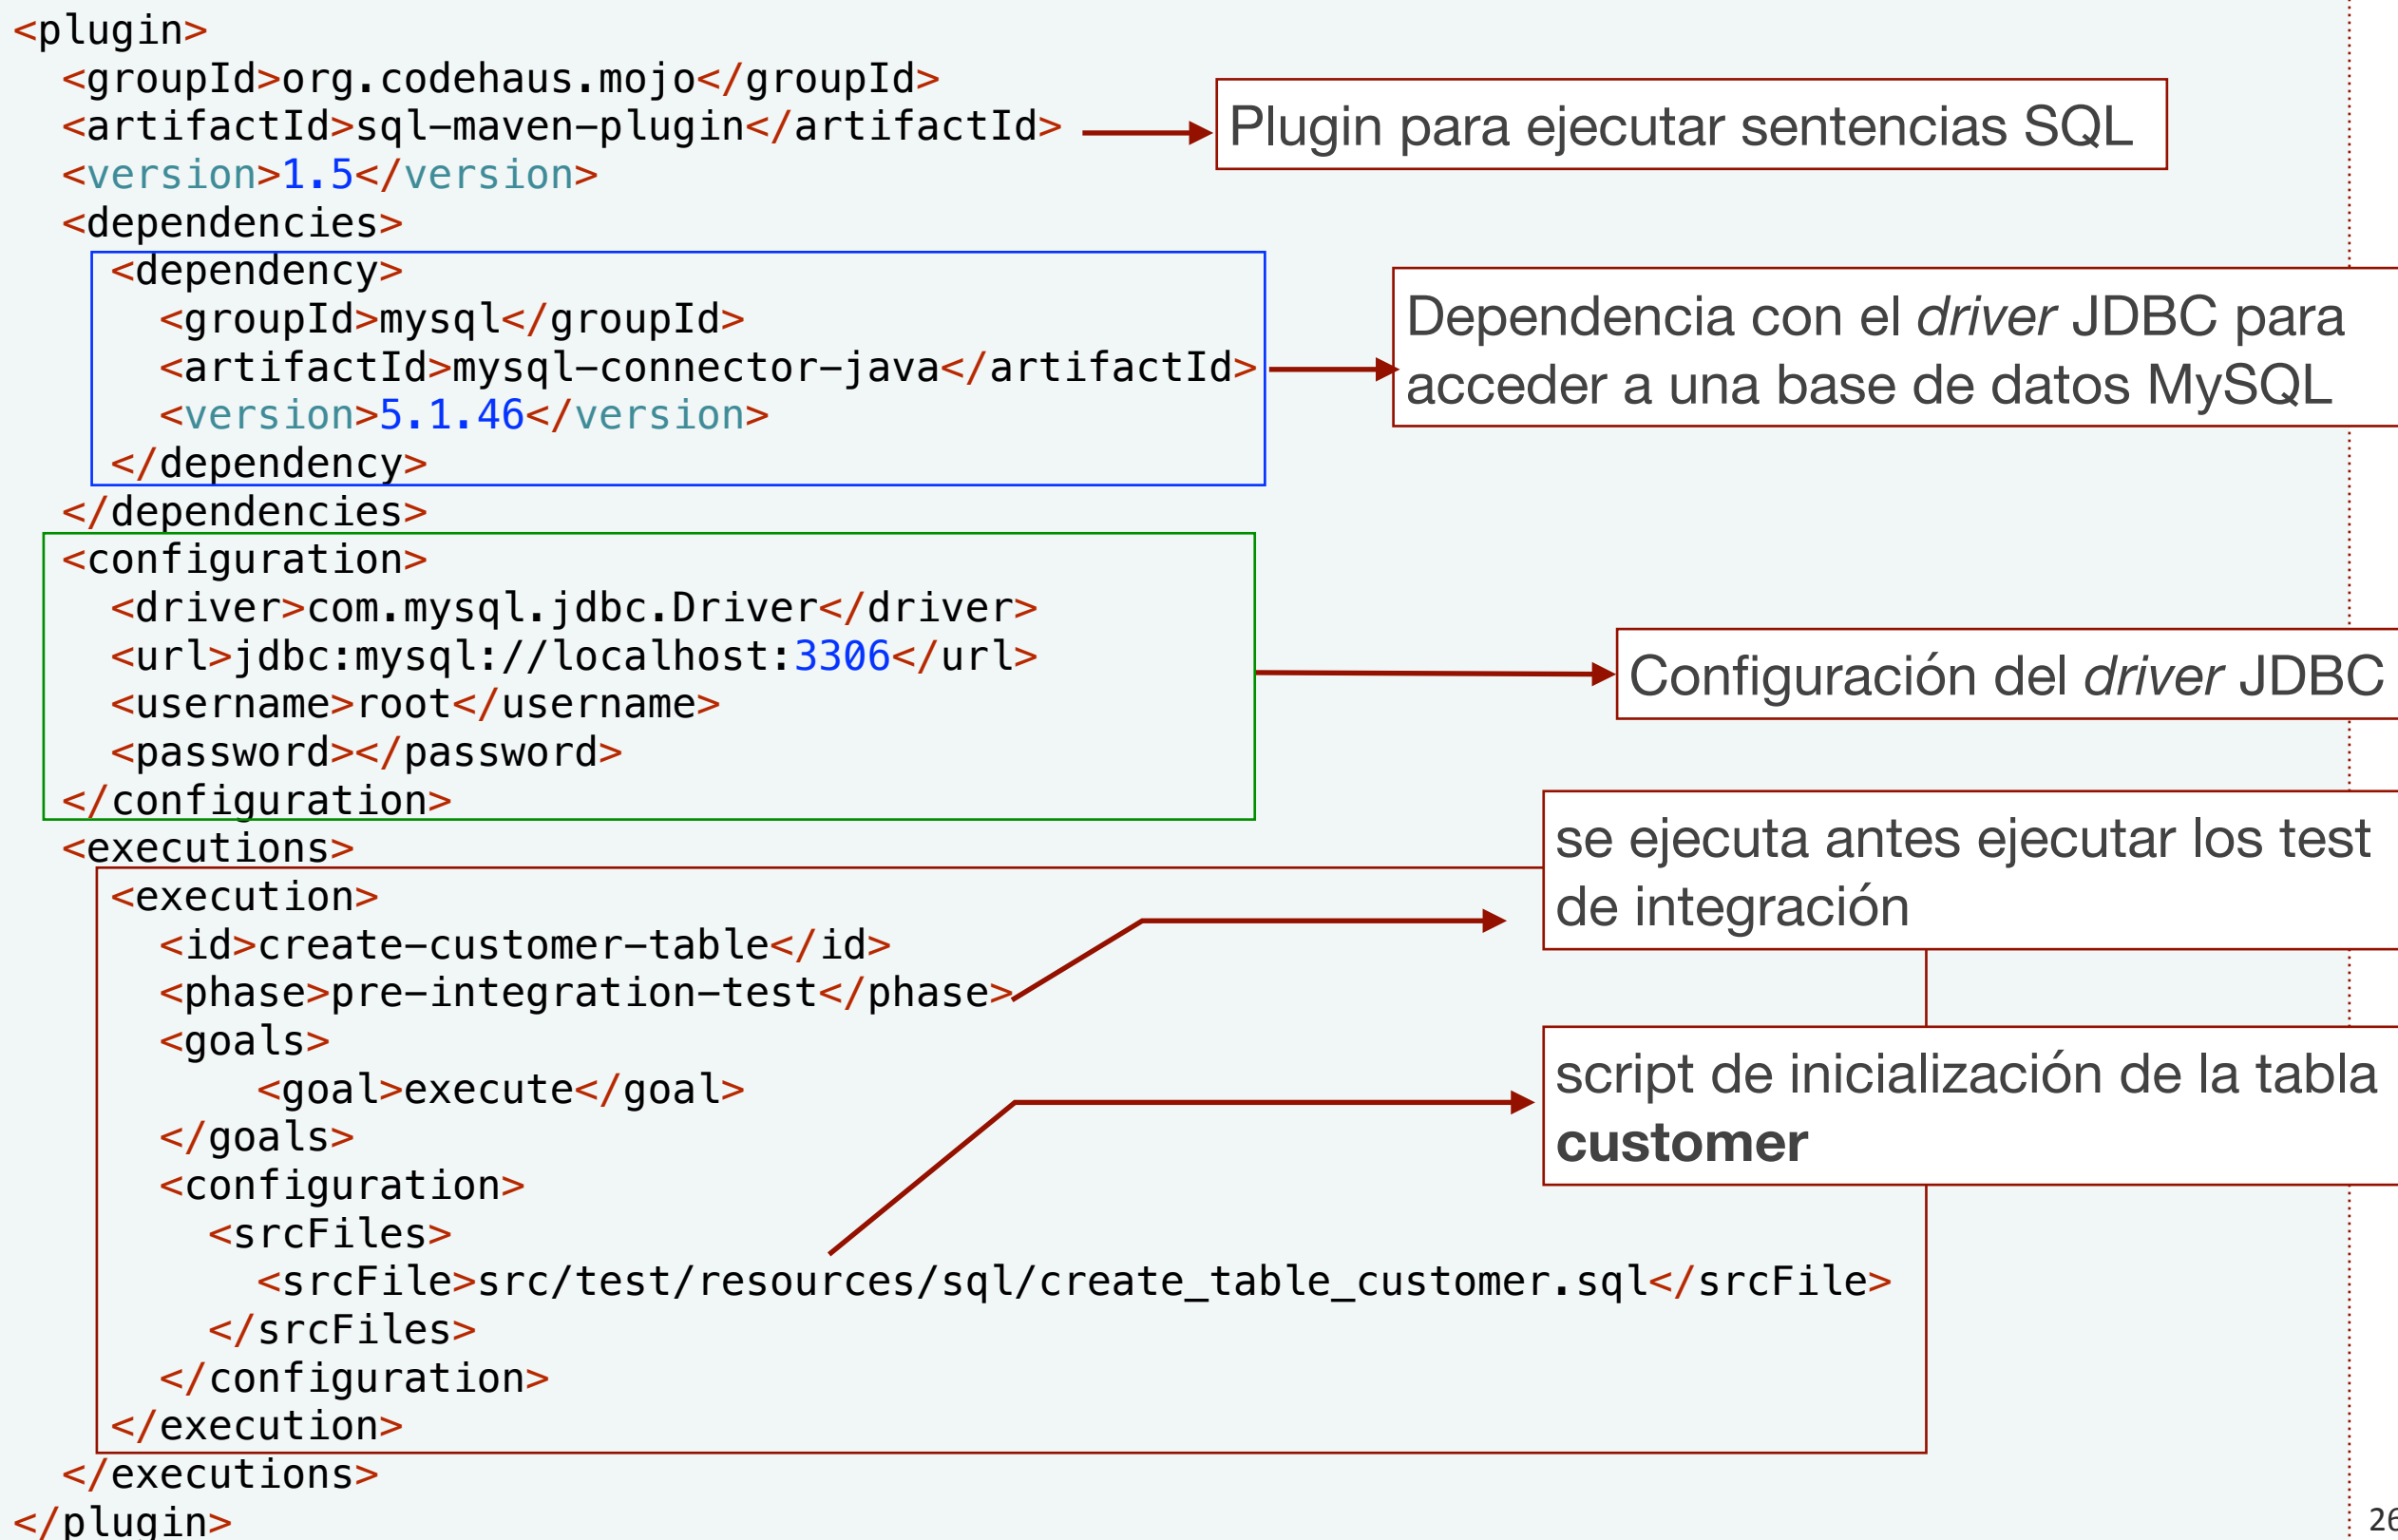 <plugin>
<groupId>org.codehaus.mojo</groupId>
<artifactId>sql-maven-plugin</artifactId>
Plugin para ejecutar sentencias SQL
<version>1.5</version>
<dependencies>
<dependency>
<groupId>mysql</groupId>
<artifactId>mysql-connector-java</artifactId>
<version>5.1.46</version>
</dependency>
Dependencia con el driver JDBC para
acceder a una base de datos MySQL
</dependencies>
<configuration>
<driver>com.mysql.jdbc.Driver</driver>
<url>jdbc:mysql://localhost:3306</url>
<username>root</username>
<password></password>
</configuration>
Configuración del driver JDBC
<executions>
<execution>
<id>create-customer-table</id>
<phase>pre-integration-test</phase>
se ejecuta antes ejecutar los test
de integración
<goals>
<goal>execute</goal>
</goals>
<configuration>
<srcFiles>
<srcFile>src/test/resources/sql/create_table_customer.sql</srcFile>
script de inicialización de la tabla
customer
</srcFiles>
</configuration>
</execution>
</executions>
</plugin>
26